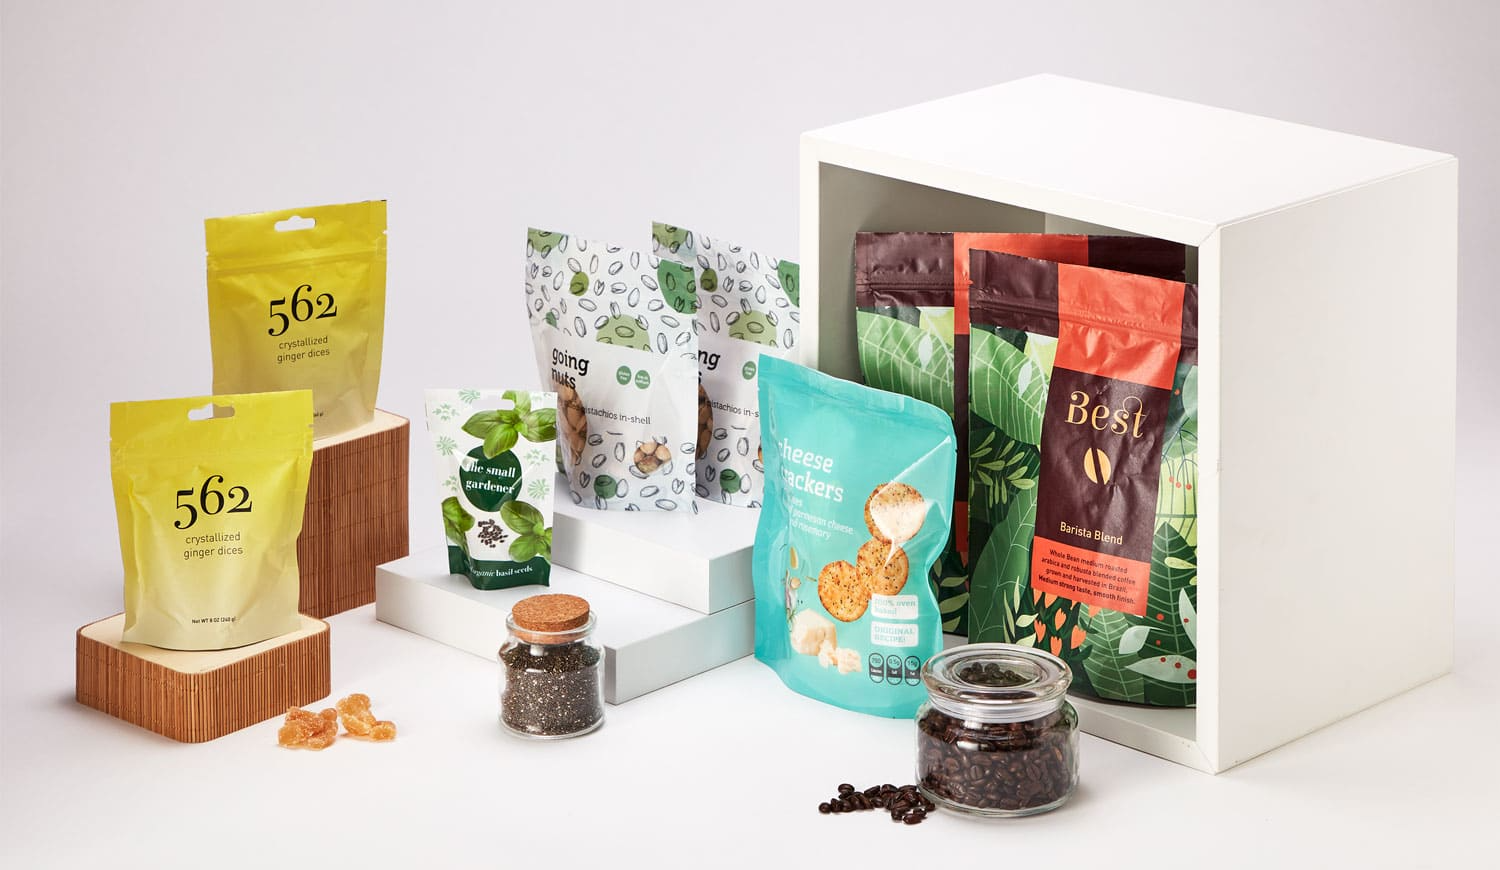 562
crystallized
ginger dices
562
crystallized
ginger dices
Net WT 8 OZ (240 g)
the small
gardener
organic basil seeds
going
nuts
pistachios in-shell
ng
istachios in-s
cheese
crackers
parmesan cheese
nd rosemary
100% oven
baked
ORIGINAL
RECIPE!
Best
Barista Blend
Whole Bean medium roasted
arabica and robusta blended coffee
grown and harvested in Brazil.
Medium strong taste, smooth finish.